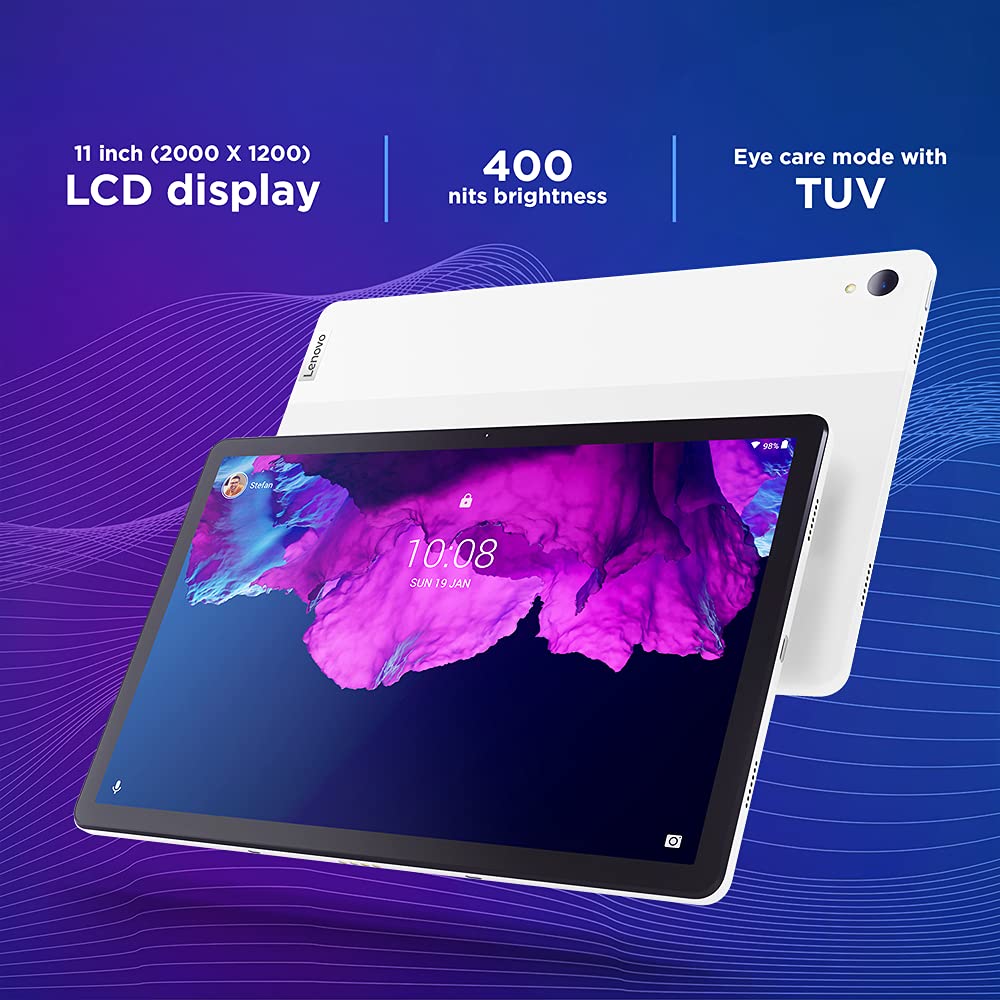 11 inch (2000 X 1200)
LCD display
400
nits brightness
Eye care mode with
TUV
Lenovo
98%
Stefan
10:08
SUN 19 JAN